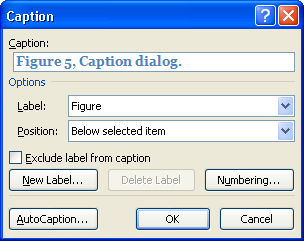 Caption
Caption:
Figure 5, Caption dialog.
Options
Label: Figure
Position: Below selected item
Exclude label from caption
New Label... Delete Label Numbering...
AutoCaption... OK Cancel